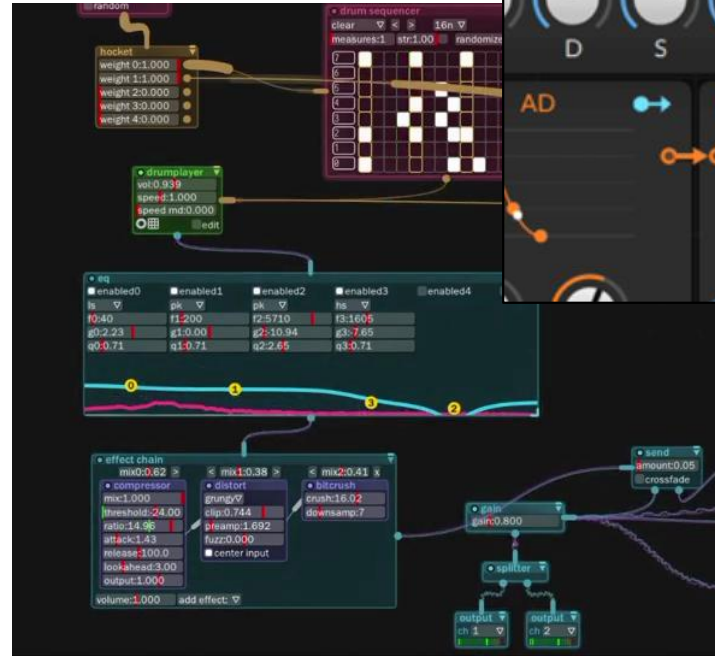 random
drum sequencer
clear < > 16n
measures:1 str:1.00 randomize
hocket
weight 0:1.000
weight 1:1.000
weight 2:0.000
weight 3:0.000
weight 4:0.000
7
6
5
4
3
2
1
0
D S
AD
drumplayer
vol:0.939
speed:1.000
speed rnd:0.000
edit
eq
enabled0 enabled1 enabled2 enabled3 enabled4
ls pk pk hs
f0:40 f1:200 f2:5710 f3:1605
g0:2.23 g1:0.00 g2:-10.94 g3:-7.65
q0:0.71 q1:0.71 q2:2.65 q3:0.71
0 1 3 2
effect chain
mix0:0.62 > < mix1:0.38 > < mix2:0.41 x
compressor distort bitcrush
mix:1.000 grungy crush:16.02
threshold:-24.00 clip:0.744 downsamp:7
ratio:14.96 preamp:1.692
attack:1.43 fuzz:0.000
release:100.0 center input
lookahead:3.00
output:1.000
volume:1.000 add effect:
send
amount:0.05
crossfade
gain
gain:0.800
splitter
output output
ch 1 ch 2